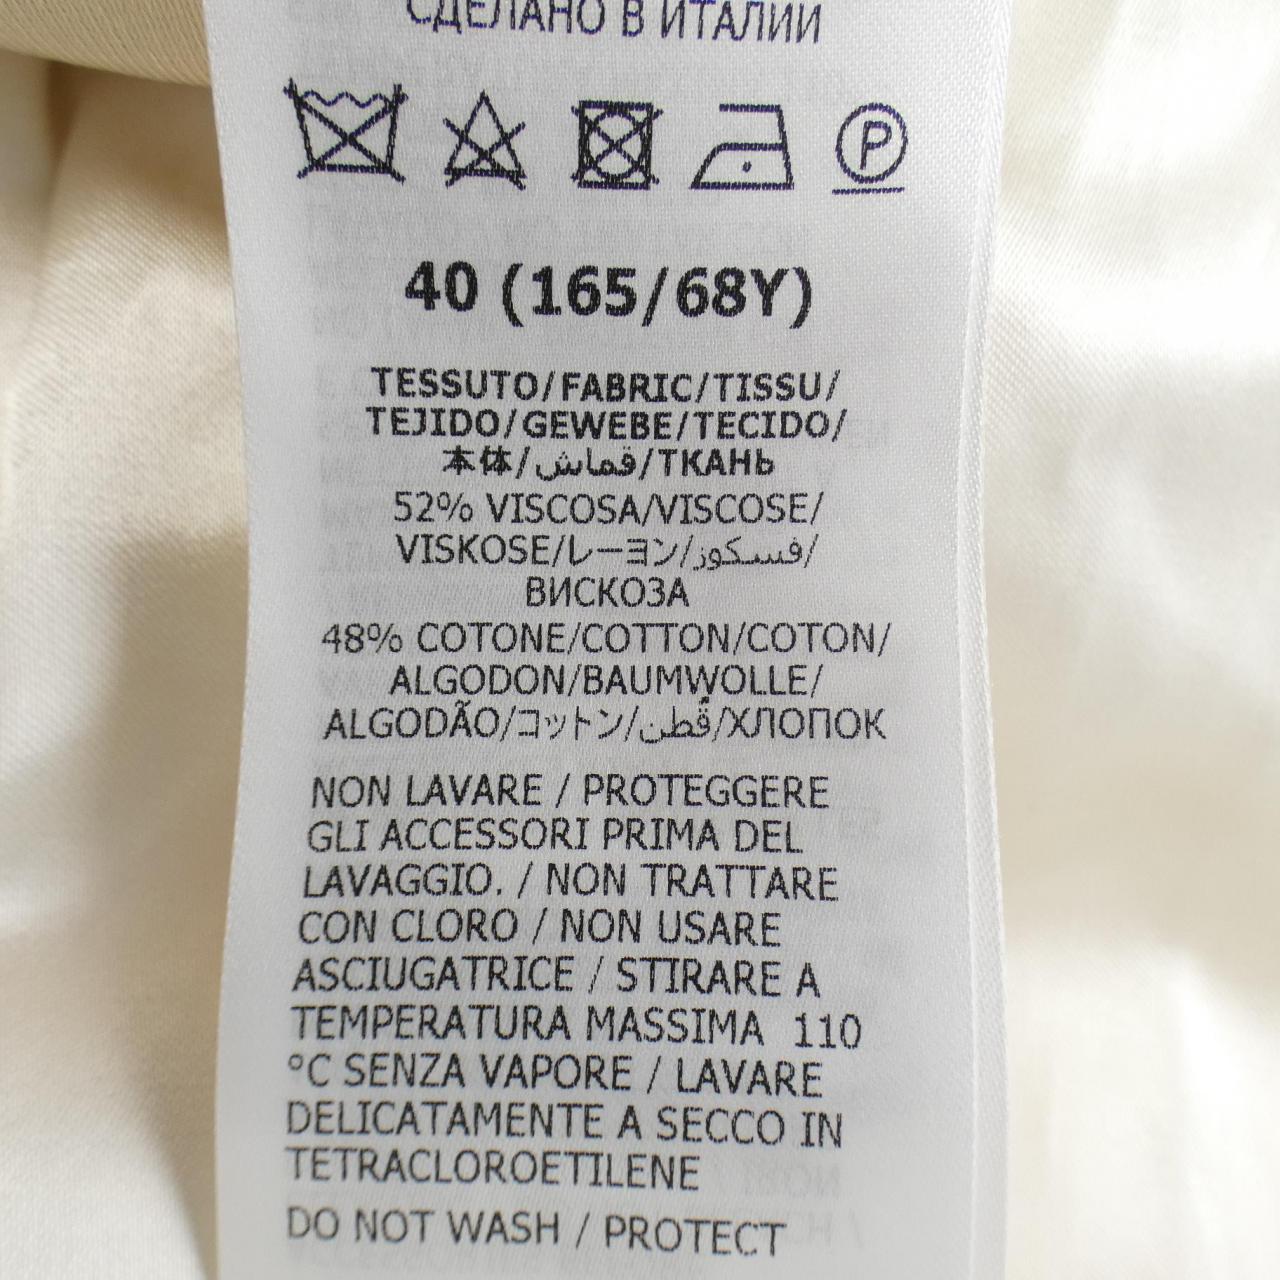 СДЕЛАНО В ИТАЛИИ
P
40 (165/68Y)
TESSUTO/FABRIC/TISSU/
TEJIDO/GEWEBE/TECIDO/
本体/قماش/ТКАНЬ
52% VISCOSA/VISCOSE/
VISKOSE/レーヨン/فسكوز/
ВИСКОЗА
48% COTONE/COTTON/COTON/
ALGODON/BAUMWOLLE/
ALGODÃO/コットン/قُطن/ХЛОПОК
NON LAVARE / PROTEGGERE
GLI ACCESSORI PRIMA DEL
LAVAGGIO. / NON TRATTARE
CON CLORO / NON USARE
ASCIUGATRICE / STIRARE A
TEMPERATURA MASSIMA 110
°C SENZA VAPORE / LAVARE
DELICATAMENTE A SECCO IN
TETRACLOROETILENE
DO NOT WASH / PROTECT